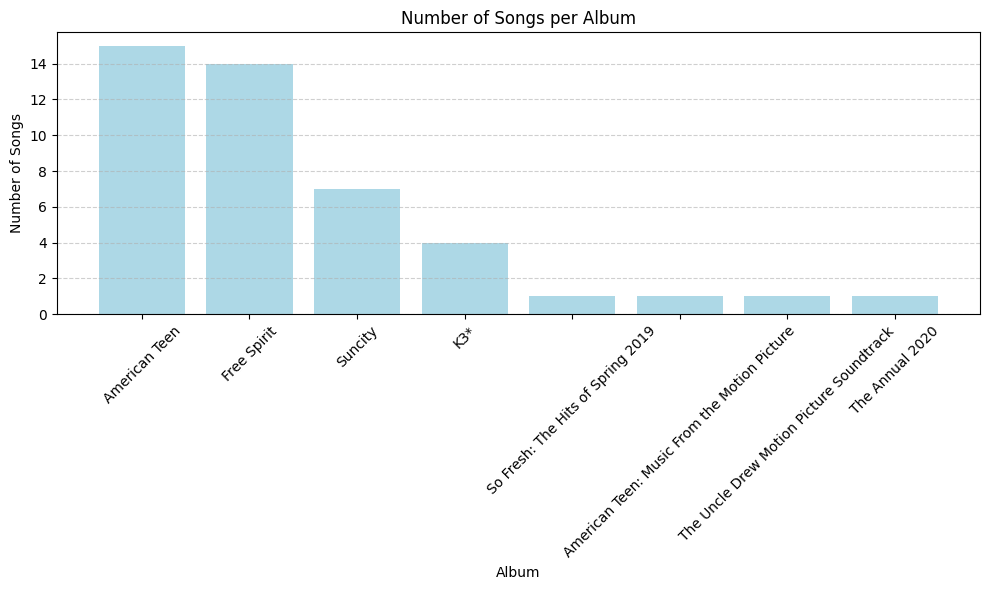 Number of Songs per Album
Number of Songs
14
12
10
8
6
4
2
0
American Teen
Free Spirit
Suncity
K3*
So Fresh: The Hits of Spring 2019
American Teen: Music From the Motion Picture
The Uncle Drew Motion Picture Soundtrack
The Annual 2020
Album